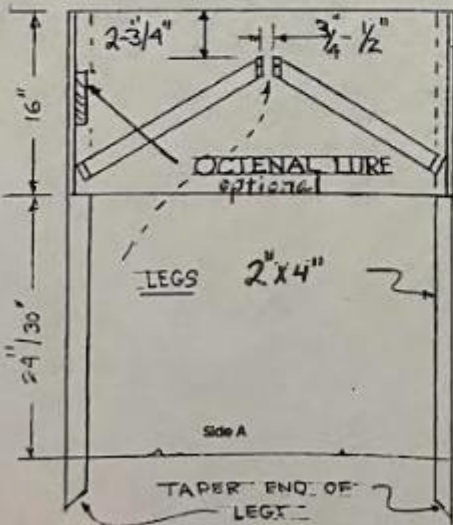 2-3/4"
3/4"-1/2"
16"
OCTENAL LURE
optional
LEGS 2" x 4"
24"/30"
Side A
TAPER END OF
LEGS